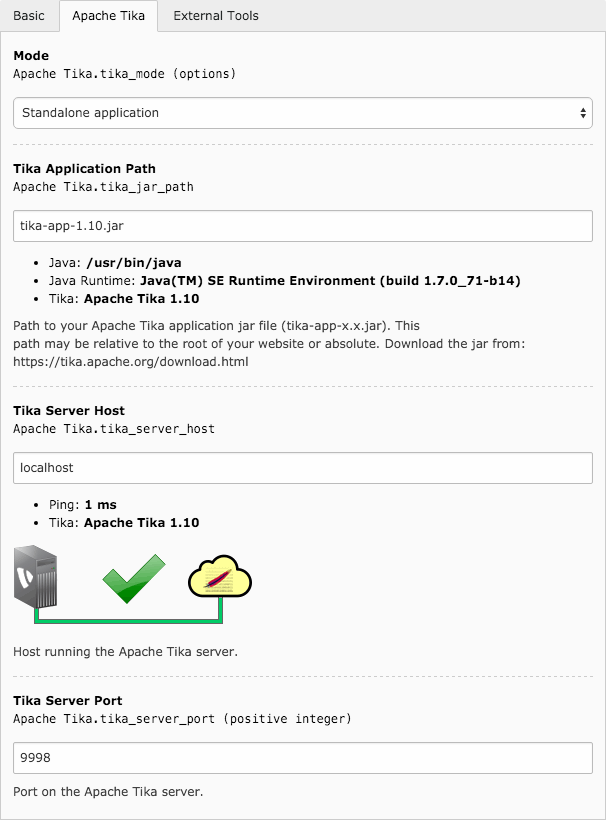 Basic
Apache Tika
External Tools
Mode
Apache Tika.tika_mode (options)
Standalone application
Tika Application Path
Apache Tika.tika_jar_path
tika-app-1.10.jar
• Java: /usr/bin/java
• Java Runtime: Java(TM) SE Runtime Environment (build 1.7.0_71-b14)
• Tika: Apache Tika 1.10
Path to your Apache Tika application jar file (tika-app-x.x.jar). This
path may be relative to the root of your website or absolute. Download the jar from:
https://tika.apache.org/download.html
Tika Server Host
Apache Tika.tika_server_host
localhost
• Ping: 1 ms
• Tika: Apache Tika 1.10
Host running the Apache Tika server.
Tika Server Port
Apache Tika.tika_server_port (positive integer)
9998
Port on the Apache Tika server.